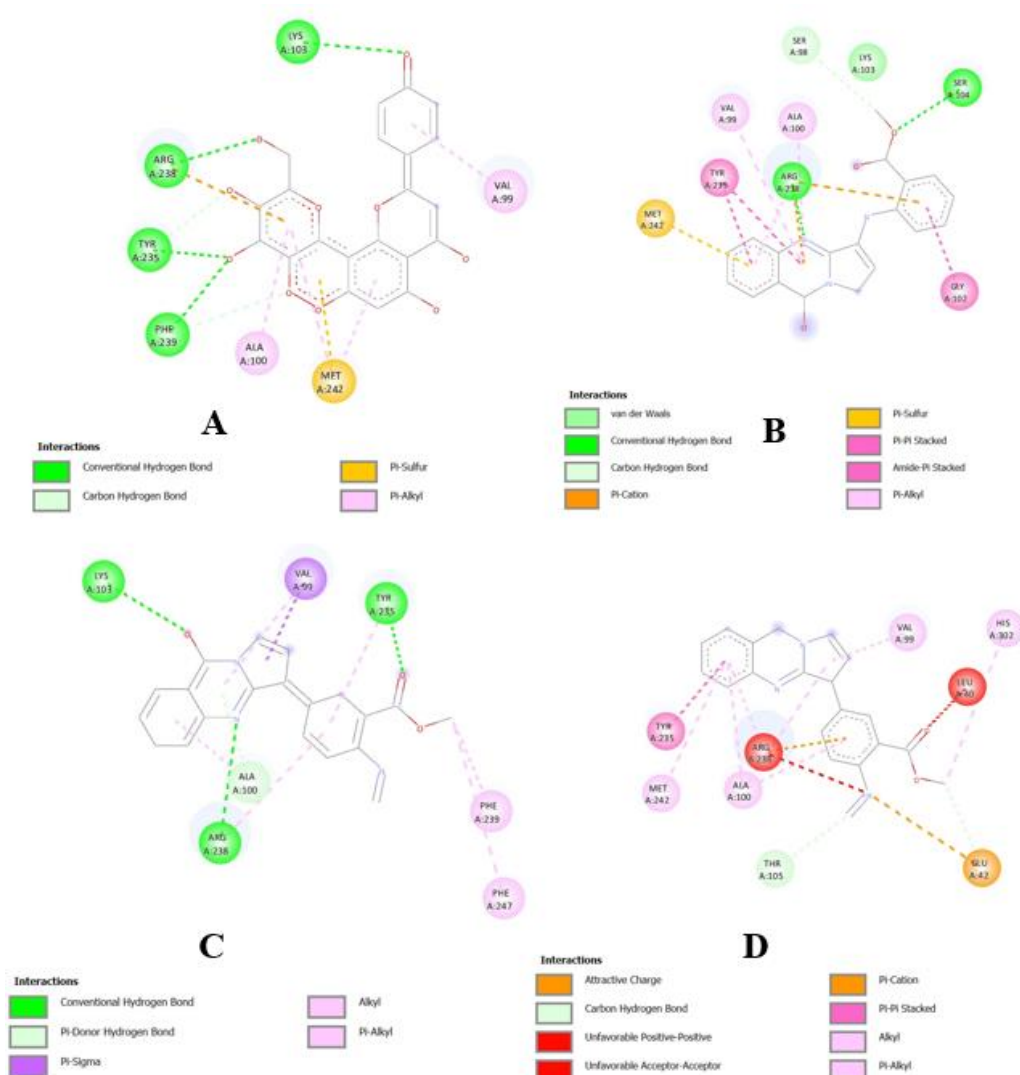 LYS
A:103
ARG
A:238
TYR
A:235
PHE
A:239
ALA
A:100
MET
A:242
VAL
A:99
A
Interactions
Conventional Hydrogen Bond
Carbon Hydrogen Bond
Pi-Sulfur
Pi-Alkyl
SER
A:98
LYS
A:103
SER
A:104
VAL
A:99
ALA
A:100
TYR
A:235
ARG
A:238
MET
A:242
GLY
A:102
B
Interactions
van der Waals
Conventional Hydrogen Bond
Carbon Hydrogen Bond
Pi-Cation
Pi-Sulfur
Pi-Pi Stacked
Amide-Pi Stacked
Pi-Alkyl
LYS
A:103
VAL
A:99
TYR
A:235
ALA
A:100
ARG
A:238
PHE
A:239
PHE
A:247
C
Interactions
Conventional Hydrogen Bond
Pi-Donor Hydrogen Bond
Pi-Sigma
Alkyl
Pi-Alkyl
VAL
A:99
HIS
A:302
LEU
A:40
TYR
A:235
ARG
A:238
MET
A:242
ALA
A:100
THR
A:105
GLU
A:42
D
Interactions
Attractive Charge
Carbon Hydrogen Bond
Unfavorable Positive-Positive
Unfavorable Acceptor-Acceptor
Pi-Cation
Pi-Pi Stacked
Alkyl
Pi-Alkyl